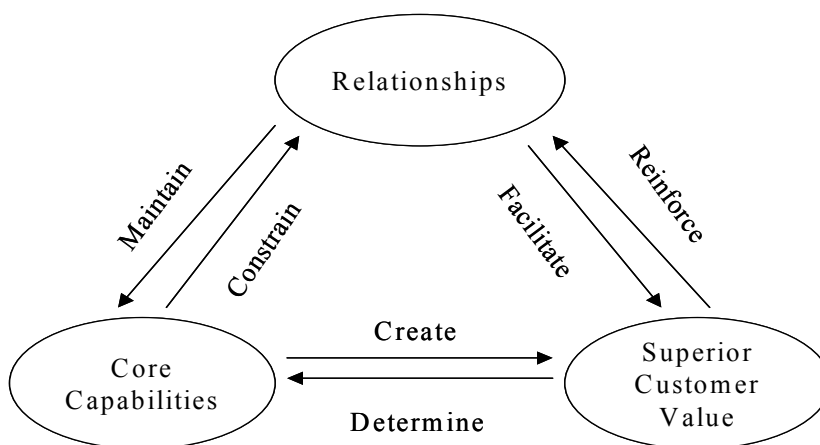 Relationships
Maintain
Constrain
Facilitate
Reinforce
Create
Core
Capabilities
Superior
Customer
Value
Determine